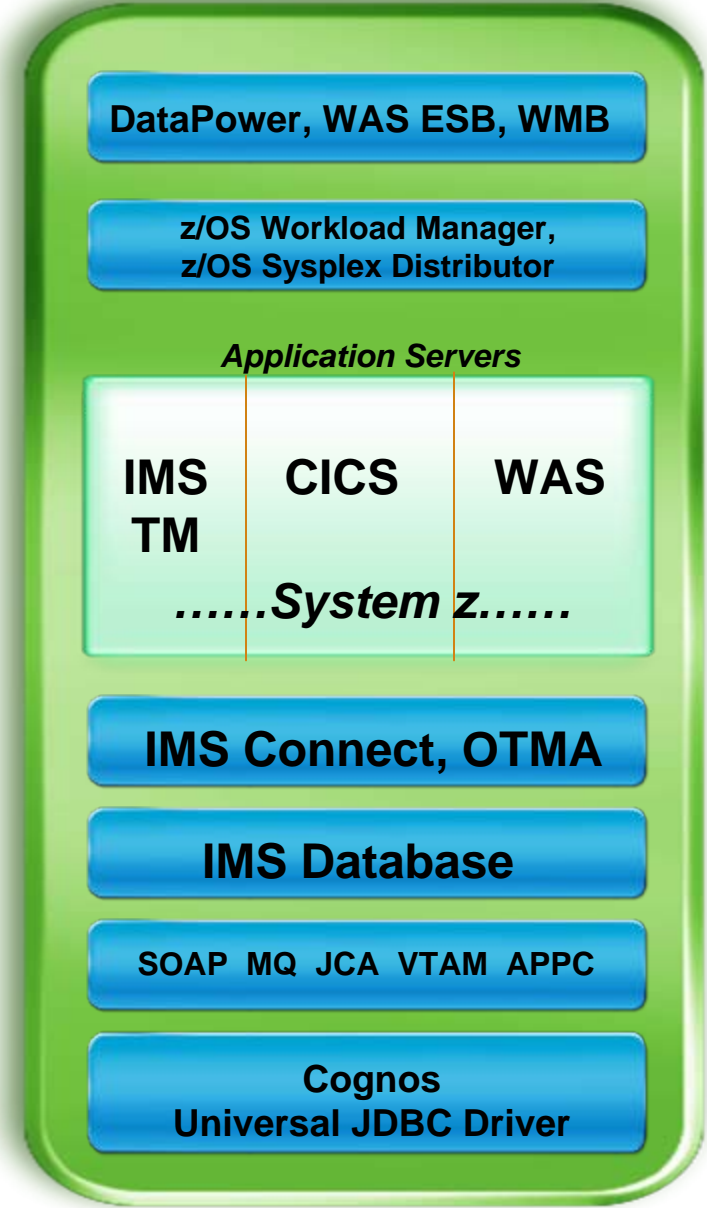 DataPower, WAS ESB, WMB
z/OS Workload Manager,
z/OS Sysplex Distributor
Application Servers
IMS TM
CICS
WAS
......System z......
IMS Connect, OTMA
IMS Database
SOAP MQ JCA VTAM APPC
Cognos
Universal JDBC Driver